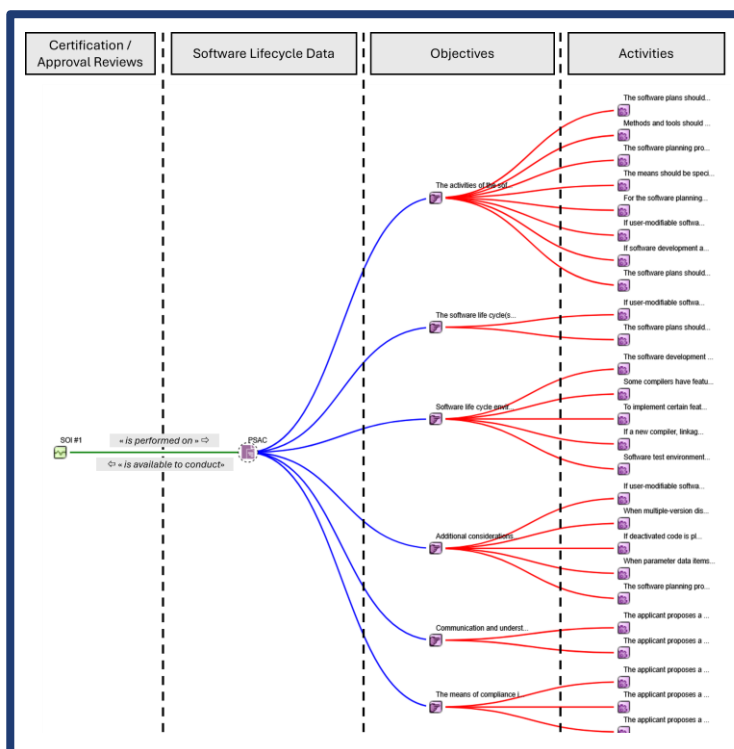 Certification /
Approval Reviews
Software Lifecycle Data
Objectives
Activities
The software plans should...
Methods and tools should ...
The software planning pro...
The means should be speci...
The activities of the sof...
For the software planning...
If user-modifiable softwa...
If software development a...
The software plans should...
If user-modifiable softwa...
The software life cycle(s...
The software plans should...
The software development ...
Some compilers have featu...
Software life cycle envir...
To implement certain feat...
If a new compiler, linkag...
SOI #1
« is performed on » ⇨
PSAC
Software test environment...
⇦ « is available to conduct»
If user-modifiable softwa...
When multiple-version dis...
Additional considerations...
If deactivated code is pl...
When parameter data items...
The software planning pro...
The applicant proposes a ...
Communication and underst...
The applicant proposes a ...
The applicant proposes a ...
The means of compliance i...
The applicant proposes a ...
The applicant proposes a ...